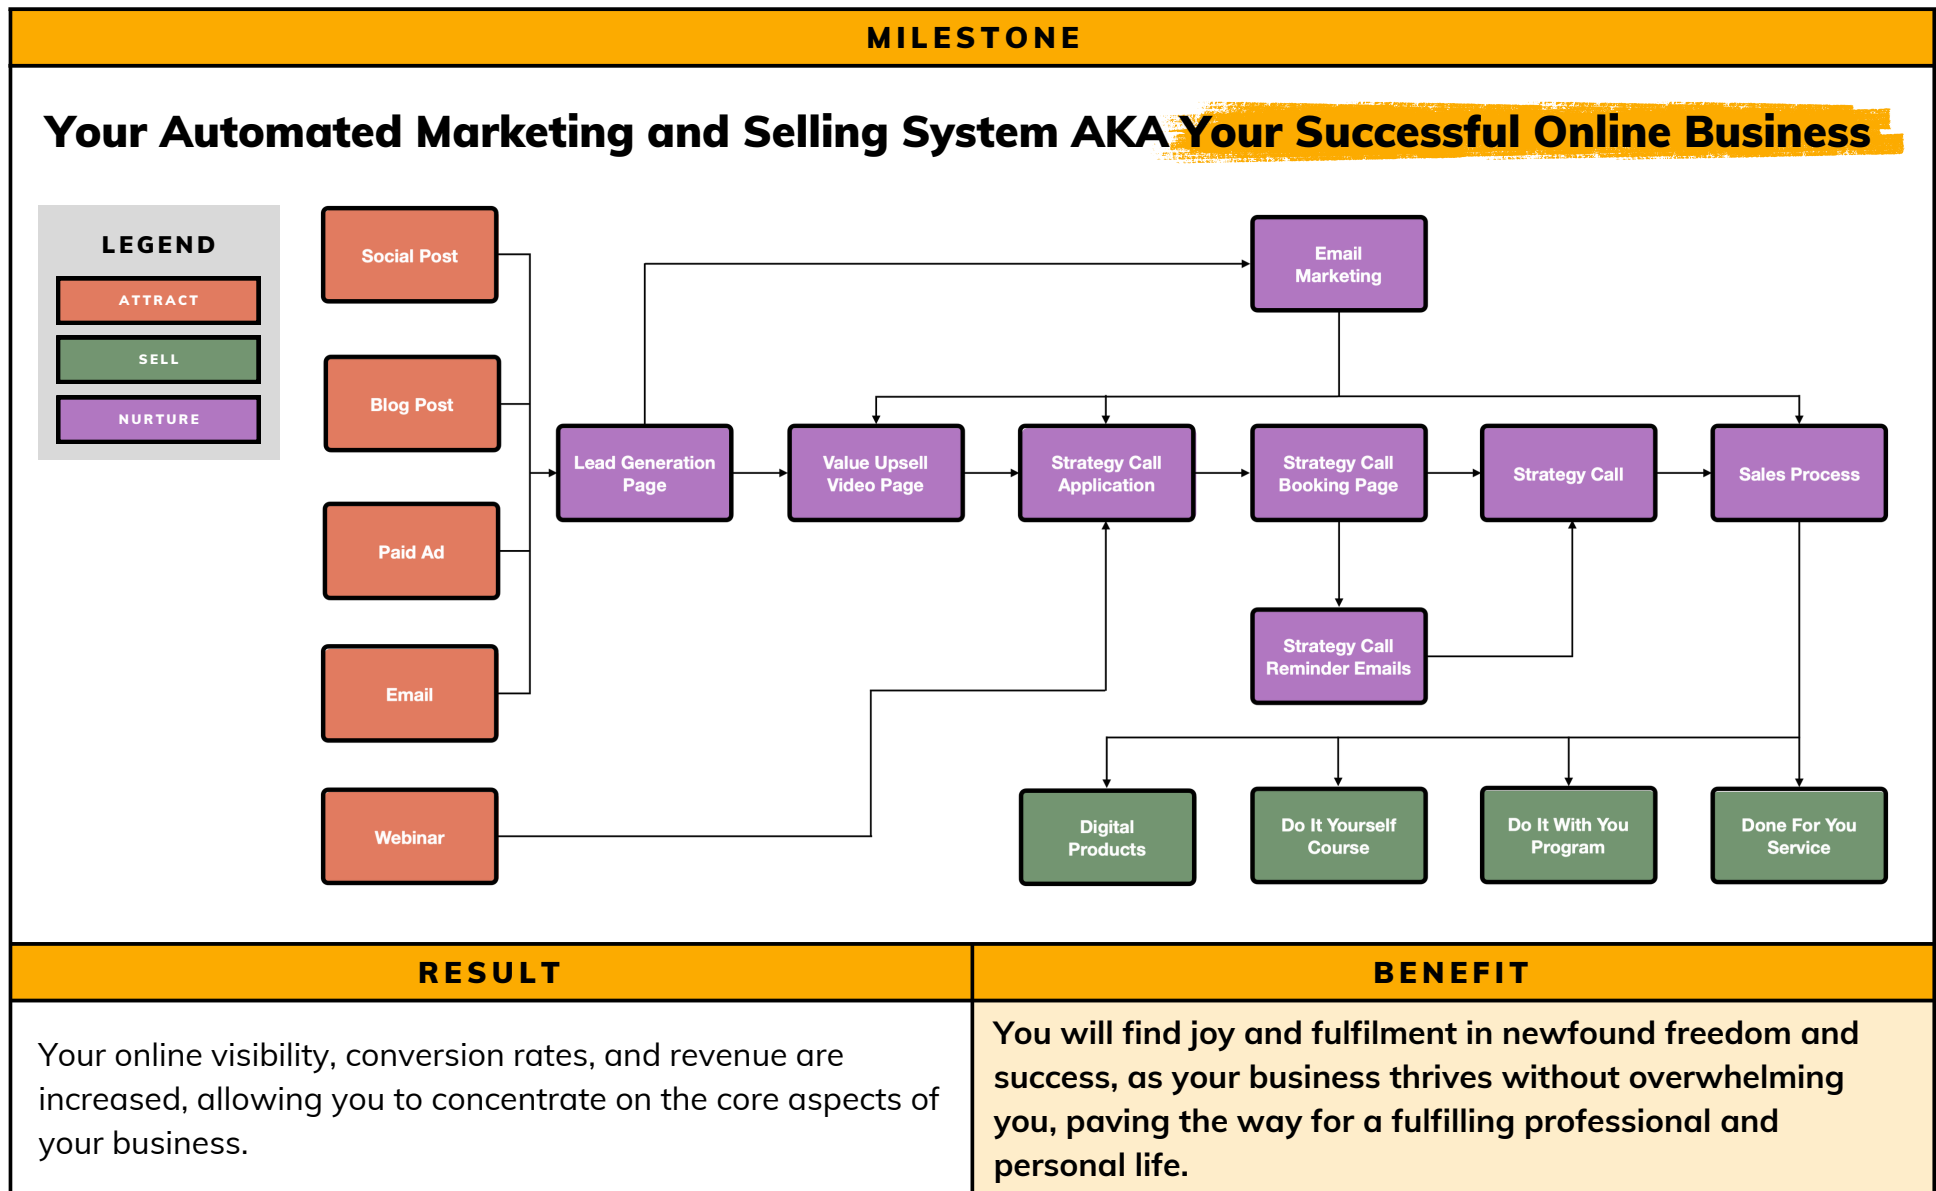 MILESTONE
Your Automated Marketing and Selling System AKA Your Successful Online Business
LEGEND
ATTRACT
SELL
NURTURE
Social Post
Blog Post
Paid Ad
Email
Webinar
Email
Marketing
Lead Generation
Page
Value Upsell
Video Page
Strategy Call
Application
Strategy Call
Booking Page
Strategy Call
Sales Process
Strategy Call
Reminder Emails
Digital
Products
Do It Yourself
Course
Do It With You
Program
Done For You
Service
RESULT
Your online visibility, conversion rates, and revenue are
increased, allowing you to concentrate on the core aspects of
your business.
BENEFIT
You will find joy and fulfilment in newfound freedom and
success, as your business thrives without overwhelming
you, paving the way for a fulfilling professional and
personal life.